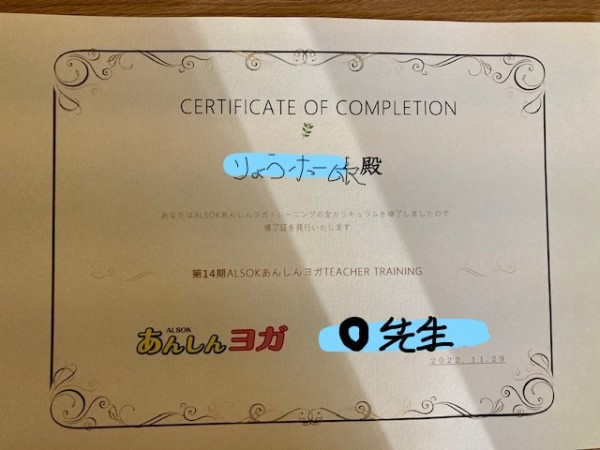 CERTIFICATE OF COMPLETION
りょうホーム長殿
あなたはALSOKあんしんヨガトレーニングの全カリキュラムを修了しましたので
修了証を発行いたします
第14期ALSOKあんしんヨガTEACHER TRAINING
ALSOK
あんしんヨガ
O先生
2022.11.29